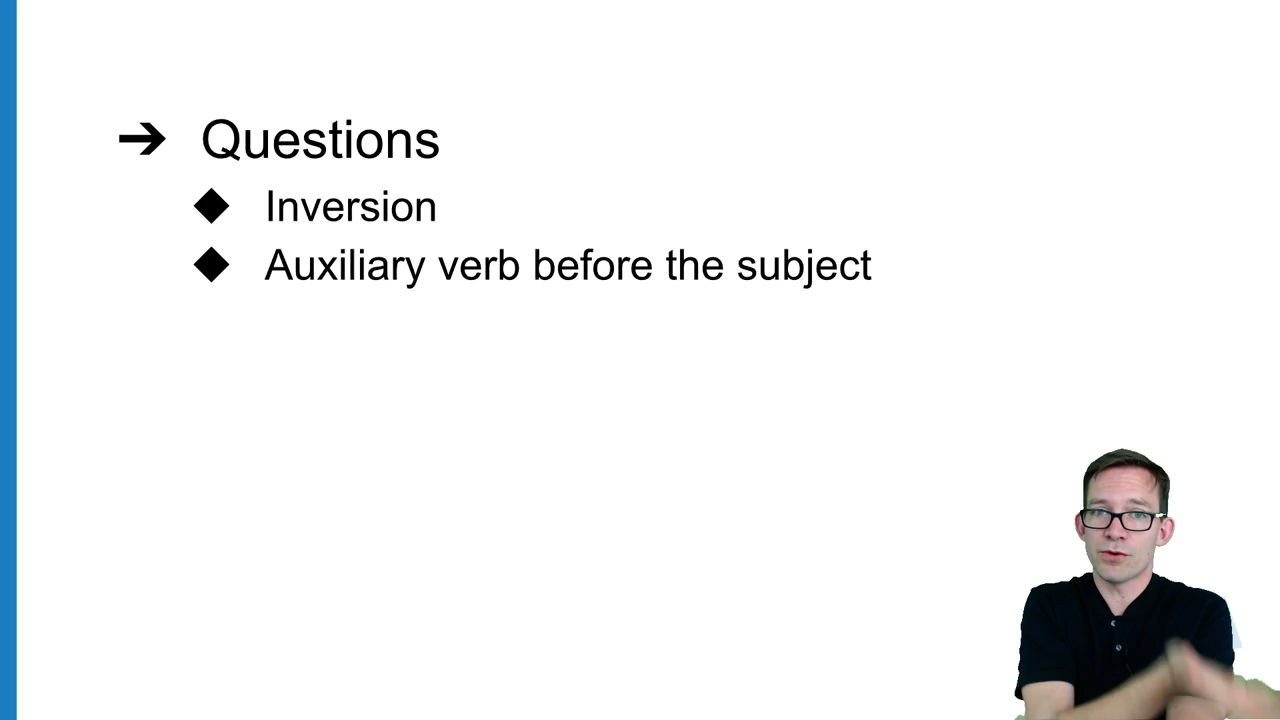 ➔ Questions
◆ Inversion
◆ Auxiliary verb before the subject